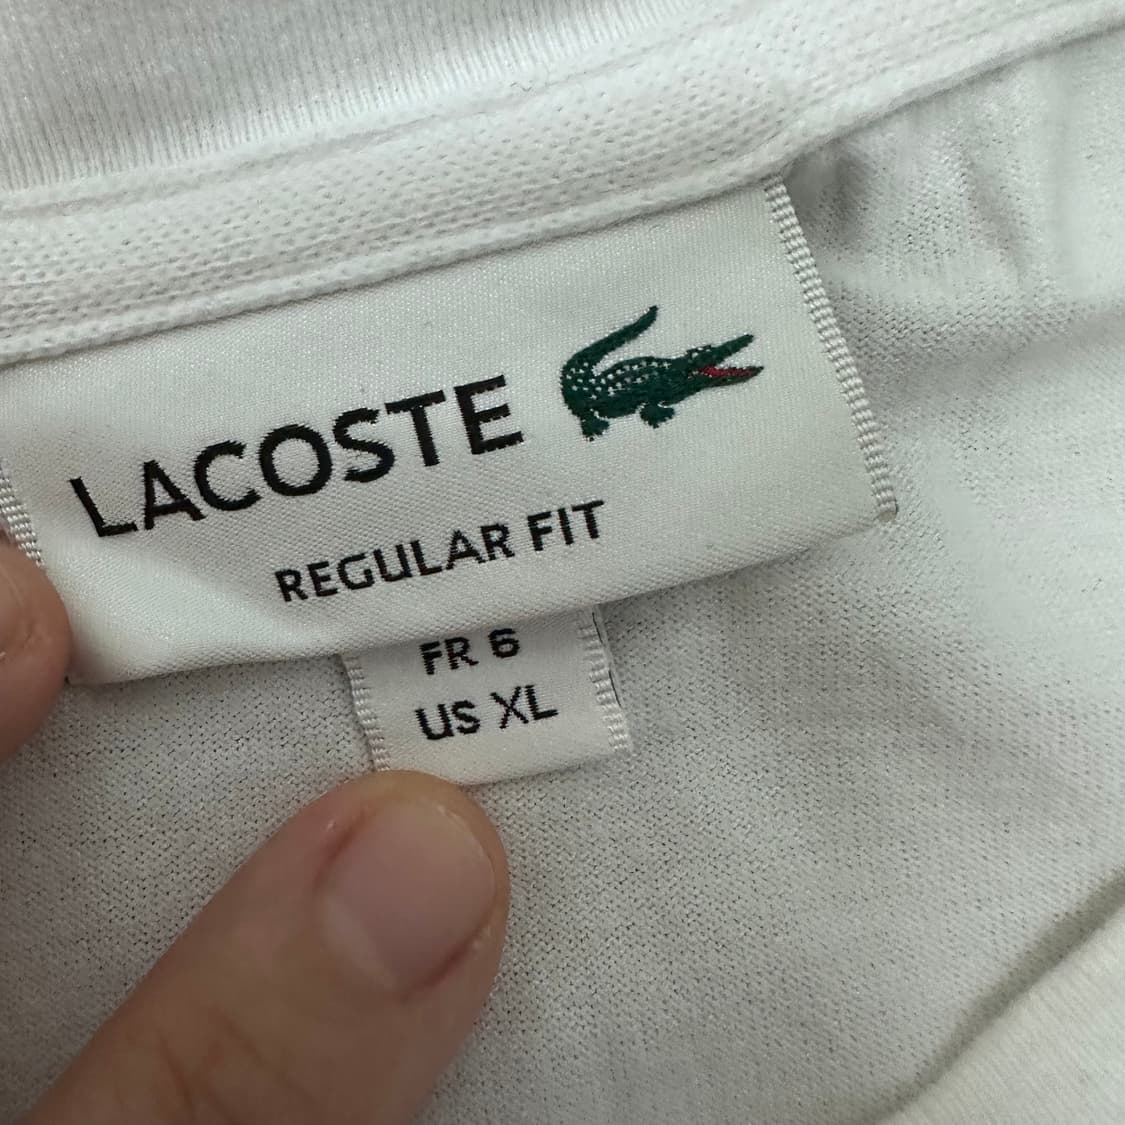 LACOSTE
REGULAR FIT
FR 6
US XL